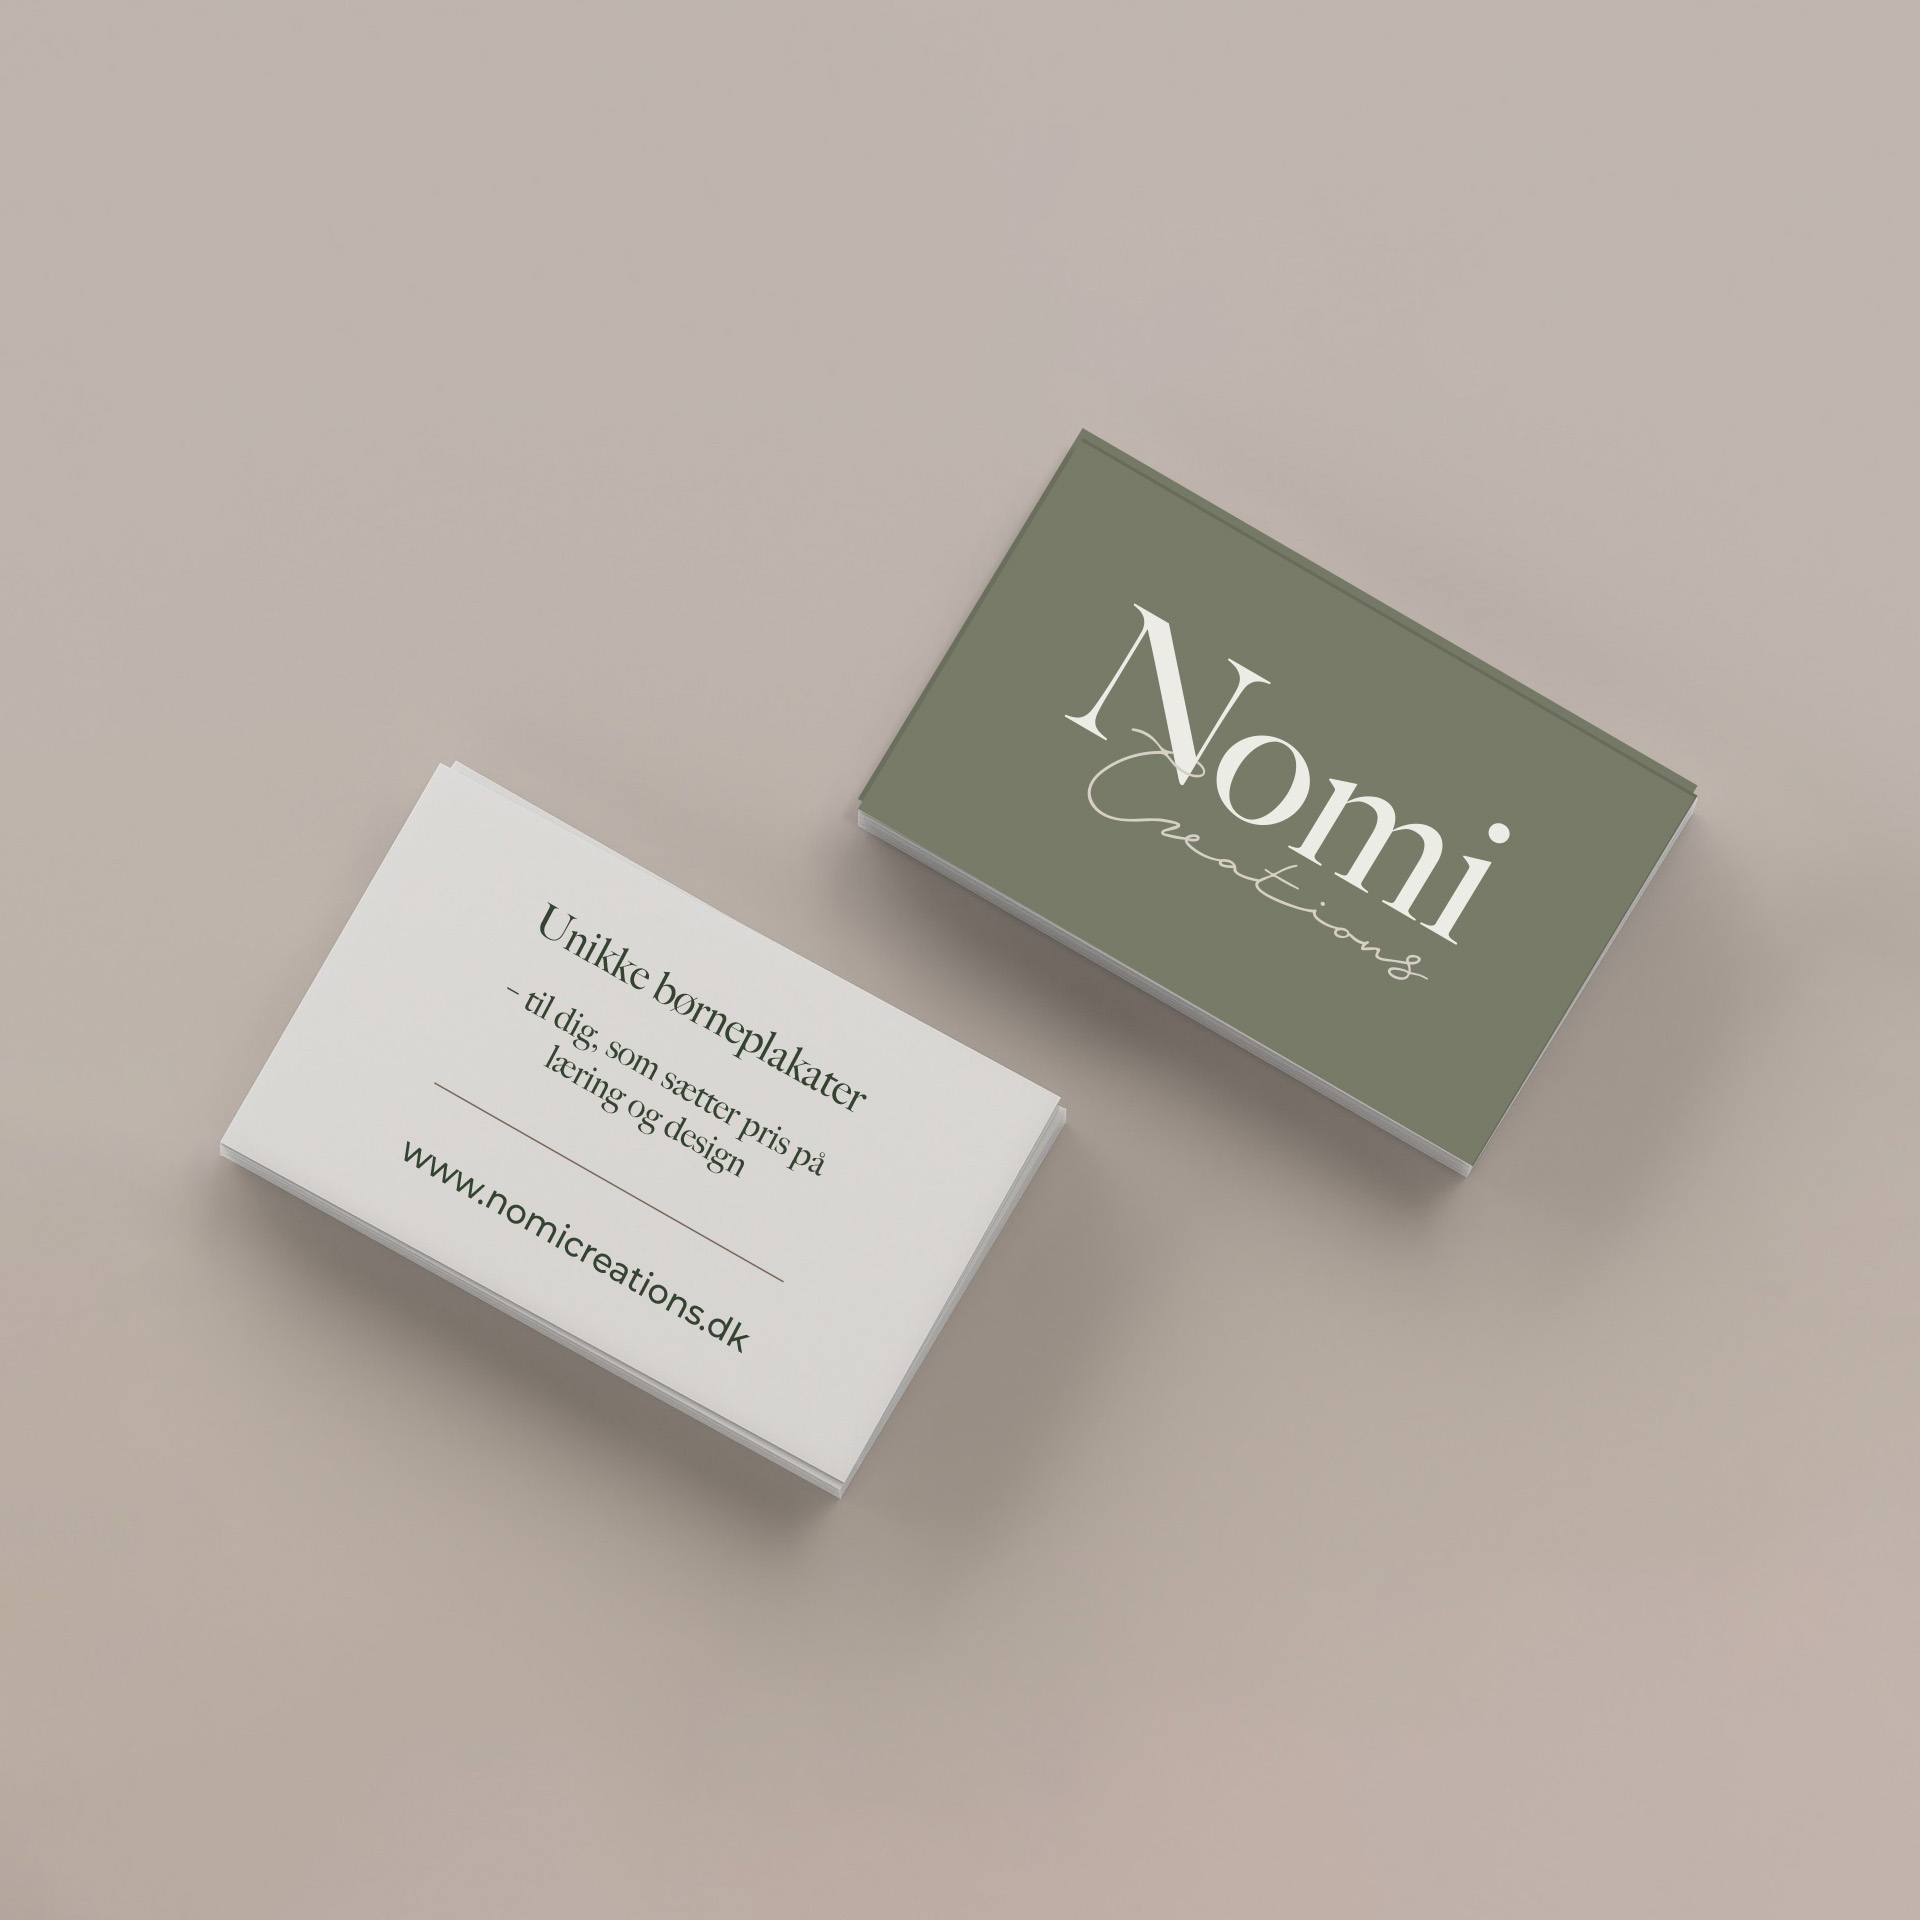 Nomi
Creations
Unikke børneplakater
– til dig, som sætter pris på
læring og design
www.nomicreations.dk